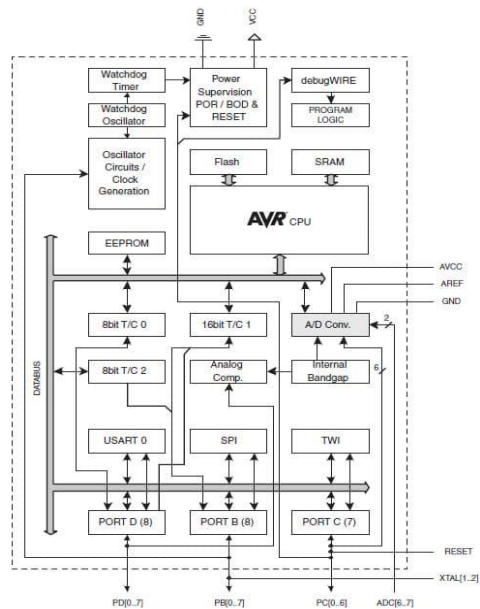 GND
VCC
Watchdog
Timer
Power
Supervision
POR / BOD &
RESET
debugWIRE
Watchdog
Oscillator
PROGRAM
LOGIC
Oscillator
Circuits /
Clock
Generation
Flash
SRAM
AVR CPU
EEPROM
AVCC
AREF
GND
8bit T/C 0
16bit T/C 1
A/D Conv.
2
DATABUS
8bit T/C 2
Analog
Comp.
Internal
Bandgap
6
USART 0
SPI
TWI
PORT D (8)
PORT B (8)
PORT C (7)
RESET
XTAL[1..2]
PD[0..7]
PB[0..7]
PC[0..6]
ADC[6..7]